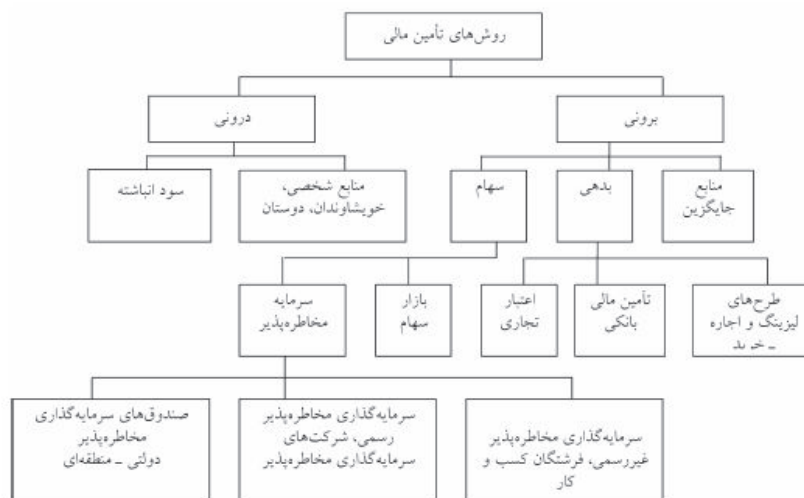 روش‌های تأمین مالی
برونی
درونی
منابع
جایگزین
بدهی
سهام
منابع شخصی،
خویشاوندان، دوستان
سود انباشته
طرح‌های
لیزینگ و اجاره
ـ خرید
تأمین مالی
بانکی
اعتبار
تجاری
بازار
سهام
سرمایه
مخاطره‌پذیر
سرمایه‌گذاری مخاطره‌پذیر
غیررسمی، فرشتگان کسب و
کار
سرمایه‌گذاری مخاطره‌پذیر
رسمی، شرکت‌های
سرمایه‌گذاری مخاطره‌پذیر
صندوق‌های سرمایه‌گذاری
مخاطره‌پذیر
دولتی ـ منطقه‌ای